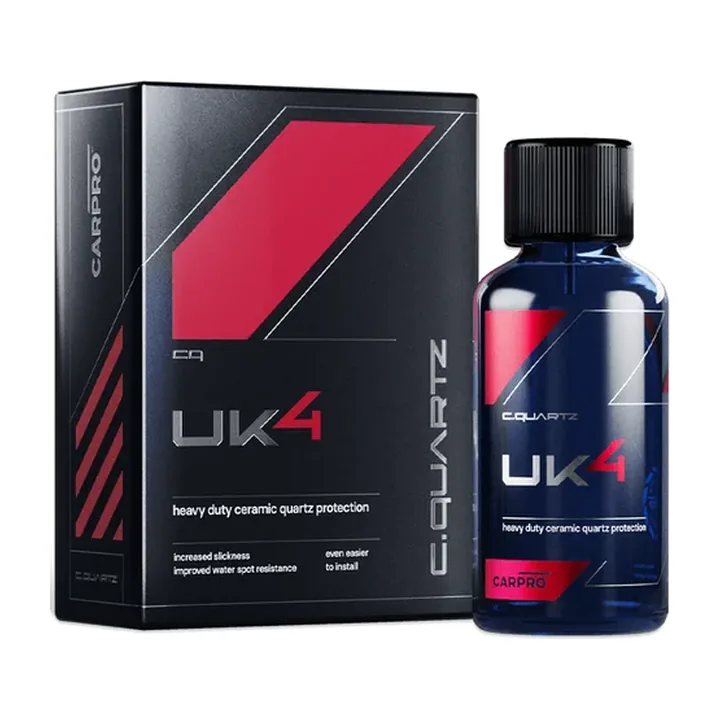 CARPRO
C.QUARTZ
CQ
UK4
heavy duty ceramic quartz protection
increased slickness
improved water spot resistance
even easier
to install
C.QUARTZ
C.QUARTZ
UK4
heavy duty ceramic quartz protection
CARPRO